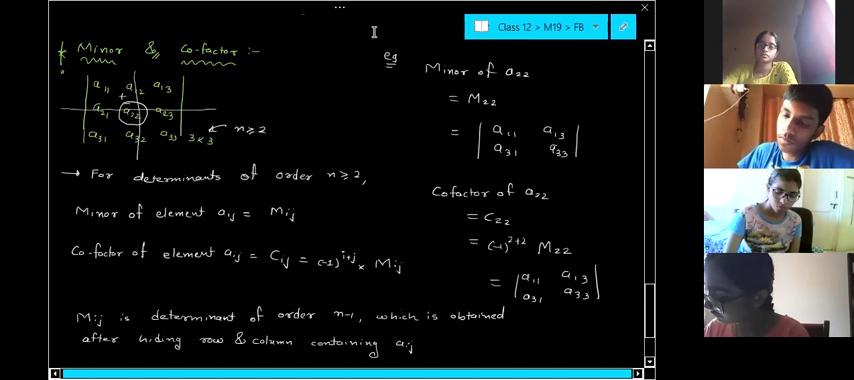 Class 12 > M19 > FB
* Minor & Co-factor :-
a11 a12 a13
a21 a22 a23
a31 a32 a33 3×3 ← n≥2
→ For determinants of order n≥2,
Minor of element aij = Mij
Co-factor of element aij = Cij = (-1)^i+j × Mij
Mij is determinant of order n-1, which is obtained
after hiding row & column containing aij
eg
Minor of a22
= M22
= | a11 a13 |
| a31 a33 |
Cofactor of a22
= C22
= (-1)^2+2 M22
= | a11 a13 |
| a31 a33 |